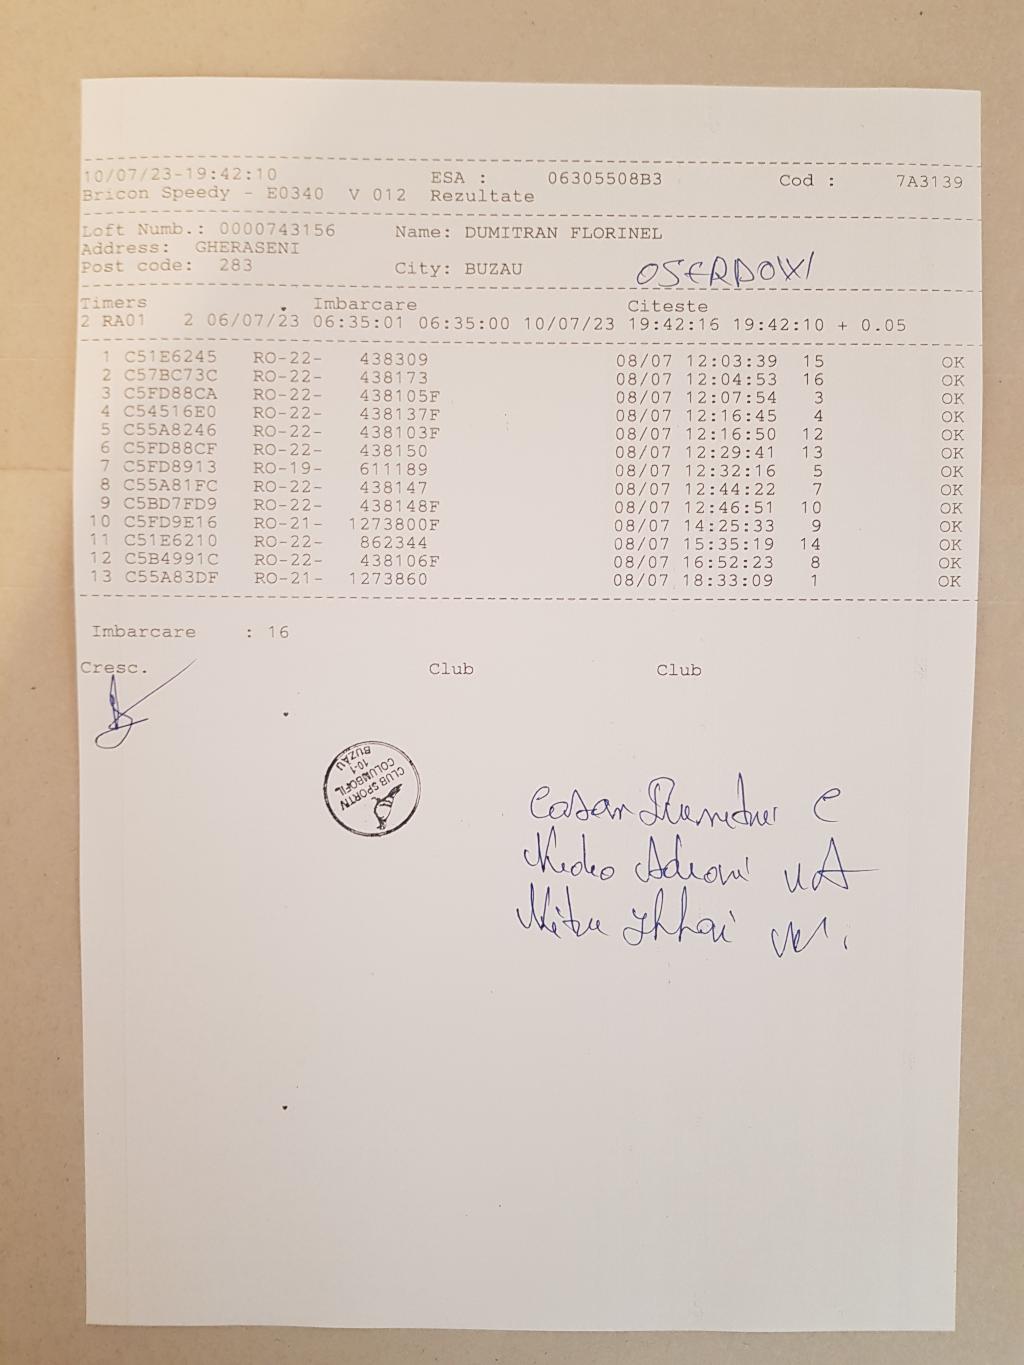 10/07/23-19:42:10 ESA : 06305508B3 Cod : 7A3139
Bricon Speedy - E0340 V 012 Rezultate
Loft Numb.: 0000743156 Name: DUMITRAN FLORINEL
Address: GHERASENI
Post code: 283 City: BUZAU
OSERDOW
Timers Imbarcare Citeste
2 RA01 2 06/07/23 06:35:01 06:35:00 10/07/23 19:42:16 19:42:10 + 0.05
1 C51E6245 RO-22- 438309 08/07 12:03:39 15 OK
2 C57BC73C RO-22- 438173 08/07 12:04:53 16 OK
3 C5FD88CA RO-22- 438105F 08/07 12:07:54 3 OK
4 C54516E0 RO-22- 438137F 08/07 12:16:45 4 OK
5 C55A8246 RO-22- 438103F 08/07 12:16:50 12 OK
6 C5FD88CF RO-22- 438150 08/07 12:29:41 13 OK
7 C5FD8913 RO-19- 611189 08/07 12:32:16 5 OK
8 C55A81FC RO-22- 438147 08/07 12:44:22 7 OK
9 C5BD7FD9 RO-22- 438148F 08/07 12:46:51 10 OK
10 C5FD9E16 RO-21- 1273800F 08/07 14:25:33 9 OK
11 C51E6210 RO-22- 862344 08/07 15:35:19 14 OK
12 C5B4991C RO-22- 438106F 08/07 16:52:23 8 OK
13 C55A83DF RO-21- 1273860 08/07 18:33:09 1 OK
Imbarcare : 16
Cresc. Club Club
CLUB SPORTIV
COLUMBOFIL
10-1
BUZAU